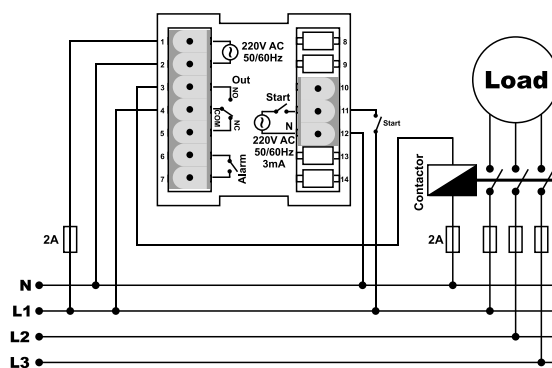 1
2
3
4
5
6
7
220V AC
50/60Hz
Out
NO
COM
NC
Alarm
8
9
10
11
12
13
14
Start
N
220V AC
50/60Hz
3mA
Start
Load
Contactor
2A
2A
N
L1
L2
L3